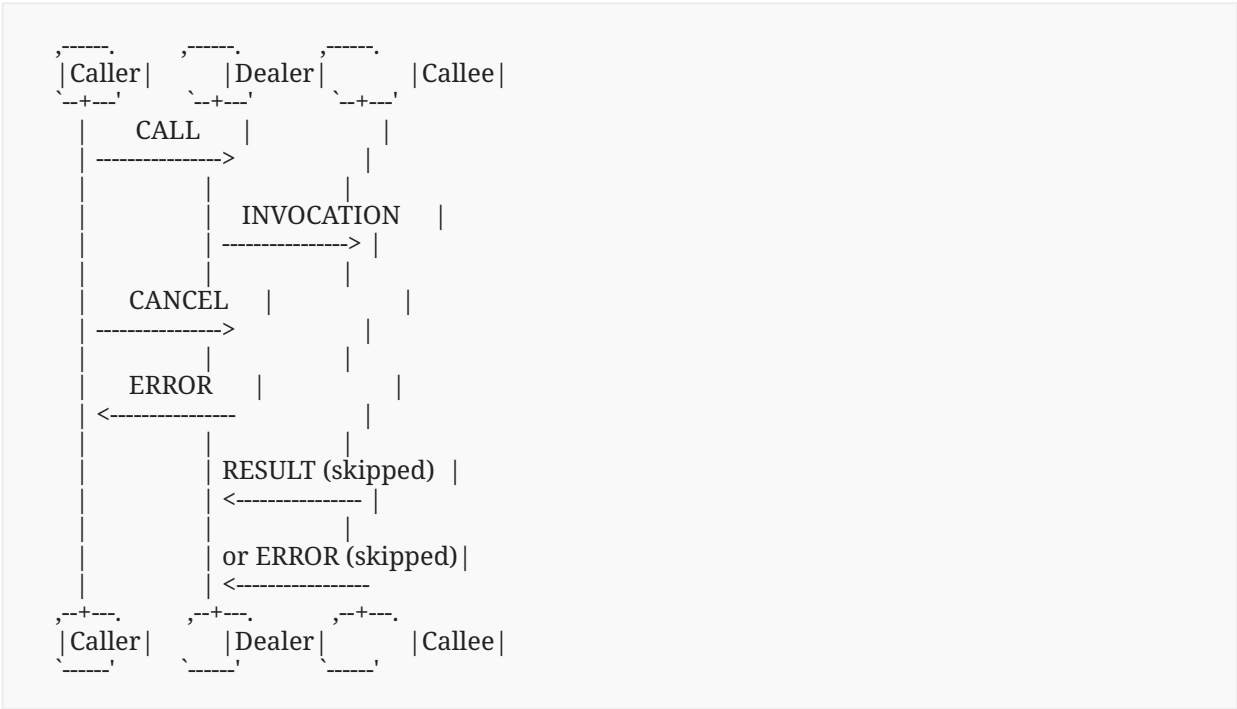 ,------.          ,------.          ,------.
|Caller|          |Dealer|          |Callee|
`--+---'          `--+---'          `--+---'
|       CALL      |                   |
| ---------------->                   |
|                 |                   |
|                 |    INVOCATION     |
|                 | ----------------> |
|                 |                   |
|      CANCEL     |                   |
| ---------------->                   |
|                 |                   |
|      ERROR      |                   |
| <----------------                   |
|                 |                   |
|                 | RESULT (skipped)  |
|                 | <---------------- |
|                 |                   |
|                 | or ERROR (skipped)|
|                 | <-----------------
,--+---.          ,--+---.          ,--+---.
|Caller|          |Dealer|          |Callee|
`------'          `------'          `------'